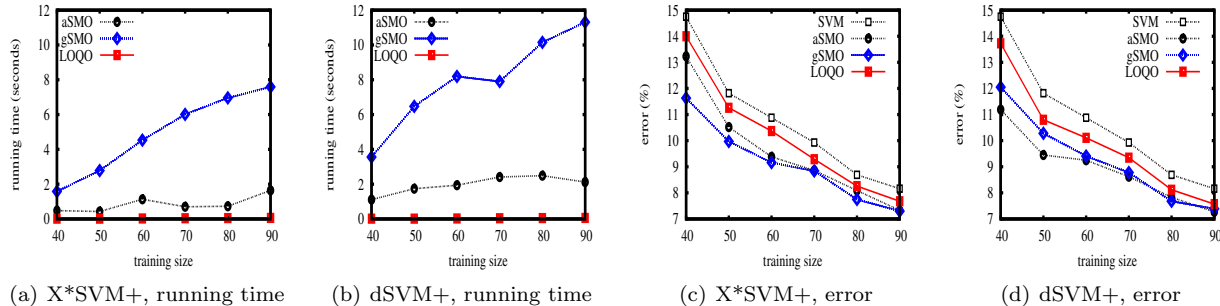 12
10
8
6
4
2
0
running time (seconds)
aSMO
gSMO
LOQO
40 50 60 70 80 90
training size
(a) X*SVM+, running time
12
10
8
6
4
2
0
running time (seconds)
aSMO
gSMO
LOQO
40 50 60 70 80 90
training size
(b) dSVM+, running time
15
14
13
12
11
10
9
8
7
error (%)
SVM
aSMO
gSMO
LOQO
40 50 60 70 80 90
training size
(c) X*SVM+, error
15
14
13
12
11
10
9
8
7
error (%)
SVM
aSMO
gSMO
LOQO
40 50 60 70 80 90
training size
(d) dSVM+, error